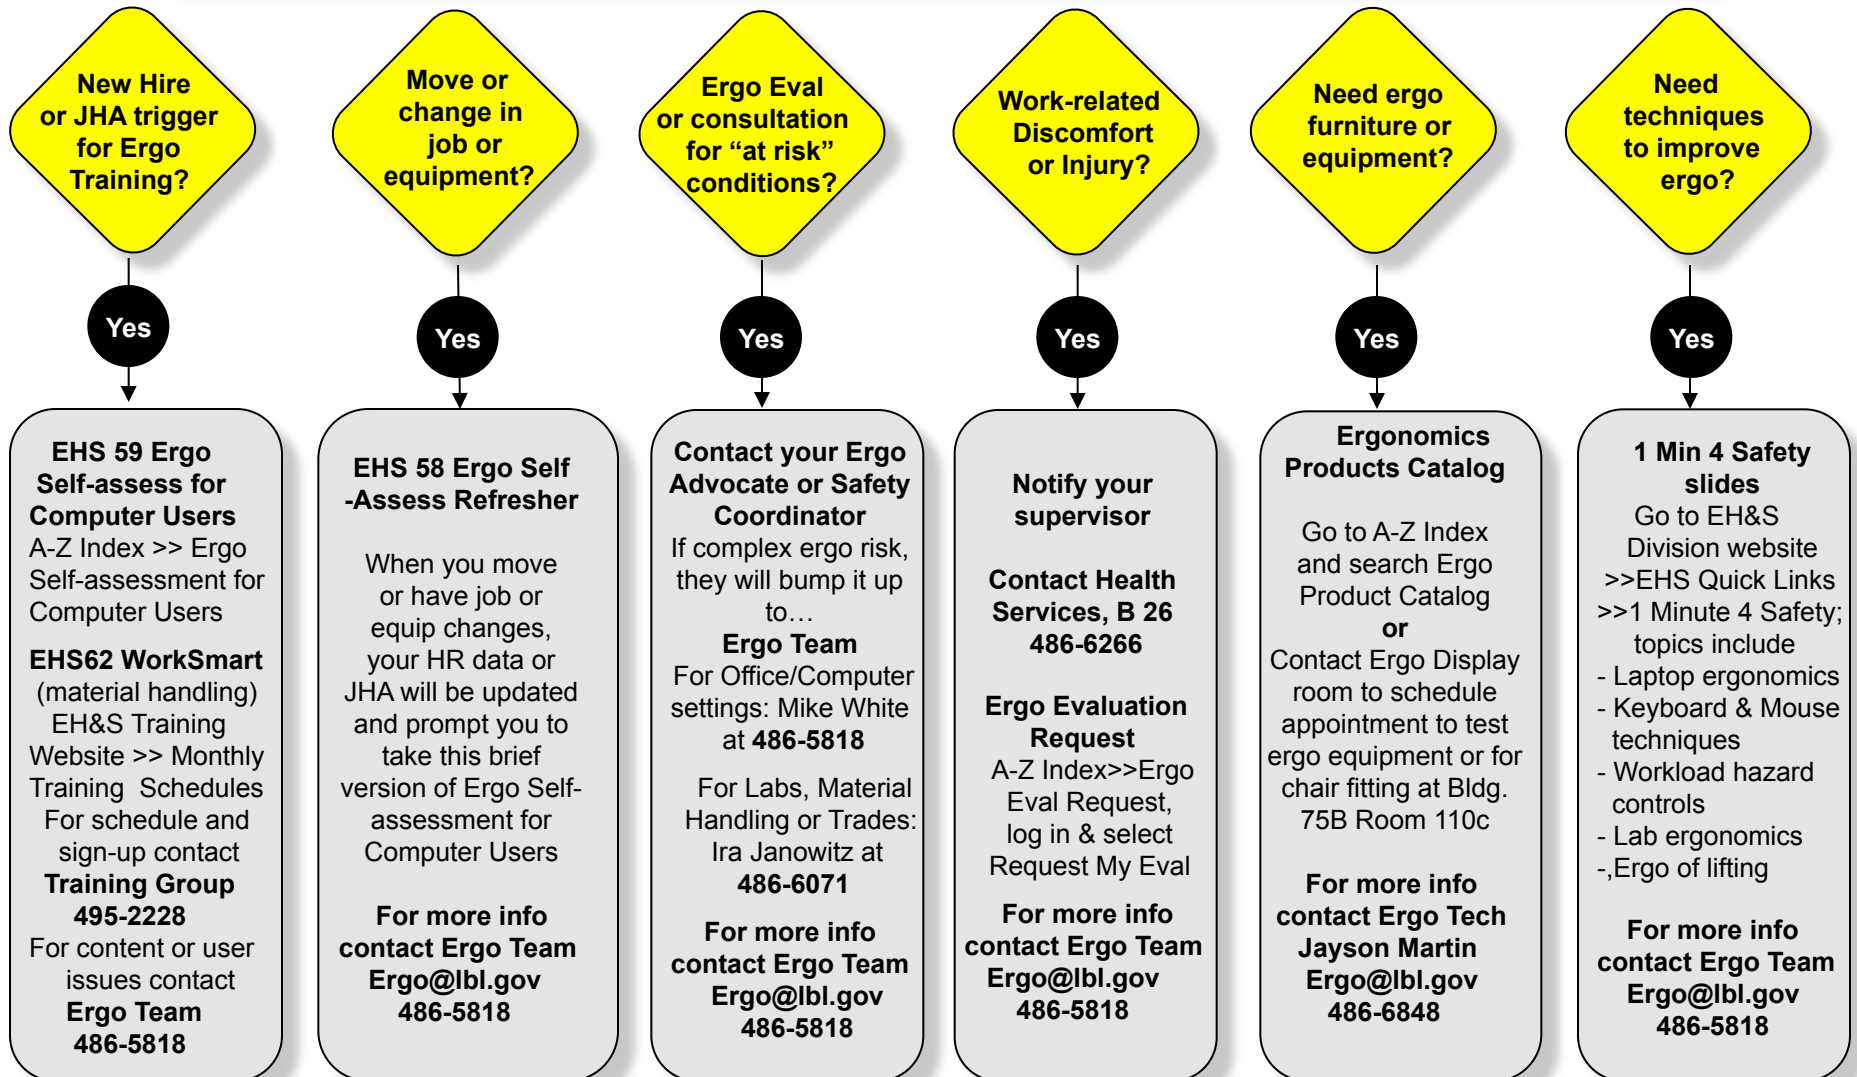 New Hire
or JHA trigger
for Ergo
Training?
Yes
EHS 59 Ergo
Self-assess for
Computer Users
A-Z Index >> Ergo
Self-assessment for
Computer Users
EHS62 WorkSmart
(material handling)
EH&S Training
Website >> Monthly
Training Schedules
For schedule and
sign-up contact
Training Group
495-2228
For content or user
issues contact
Ergo Team
486-5818
Move or
change in
job or
equipment?
Yes
EHS 58 Ergo Self
-Assess Refresher
When you move
or have job or
equip changes,
your HR data or
JHA will be updated
and prompt you to
take this brief
version of Ergo Self-
assessment for
Computer Users
For more info
contact Ergo Team
Ergo@lbl.gov
486-5818
Ergo Eval
or consultation
for “at risk”
conditions?
Yes
Contact your Ergo
Advocate or Safety
Coordinator
If complex ergo risk,
they will bump it up
to…
Ergo Team
For Office/Computer
settings: Mike White
at 486-5818
For Labs, Material
Handling or Trades:
Ira Janowitz at
486-6071
For more info
contact Ergo Team
Ergo@lbl.gov
486-5818
Work-related
Discomfort
or Injury?
Yes
Notify your
supervisor
Contact Health
Services, B 26
486-6266
Ergo Evaluation
Request
A-Z Index>>Ergo
Eval Request,
log in & select
Request My Eval
For more info
contact Ergo Team
Ergo@lbl.gov
486-5818
Need ergo
furniture or
equipment?
Yes
Ergonomics
Products Catalog
Go to A-Z Index
and search Ergo
Product Catalog
or
Contact Ergo Display
room to schedule
appointment to test
ergo equipment or for
chair fitting at Bldg.
75B Room 110c
For more info
contact Ergo Tech
Jayson Martin
Ergo@lbl.gov
486-6848
Need
techniques
to improve
ergo?
Yes
1 Min 4 Safety
slides
Go to EH&S
Division website
>>EHS Quick Links
>>1 Minute 4 Safety;
topics include
- Laptop ergonomics
- Keyboard & Mouse
techniques
- Workload hazard
controls
- Lab ergonomics
-,Ergo of lifting
For more info
contact Ergo Team
Ergo@lbl.gov
486-5818